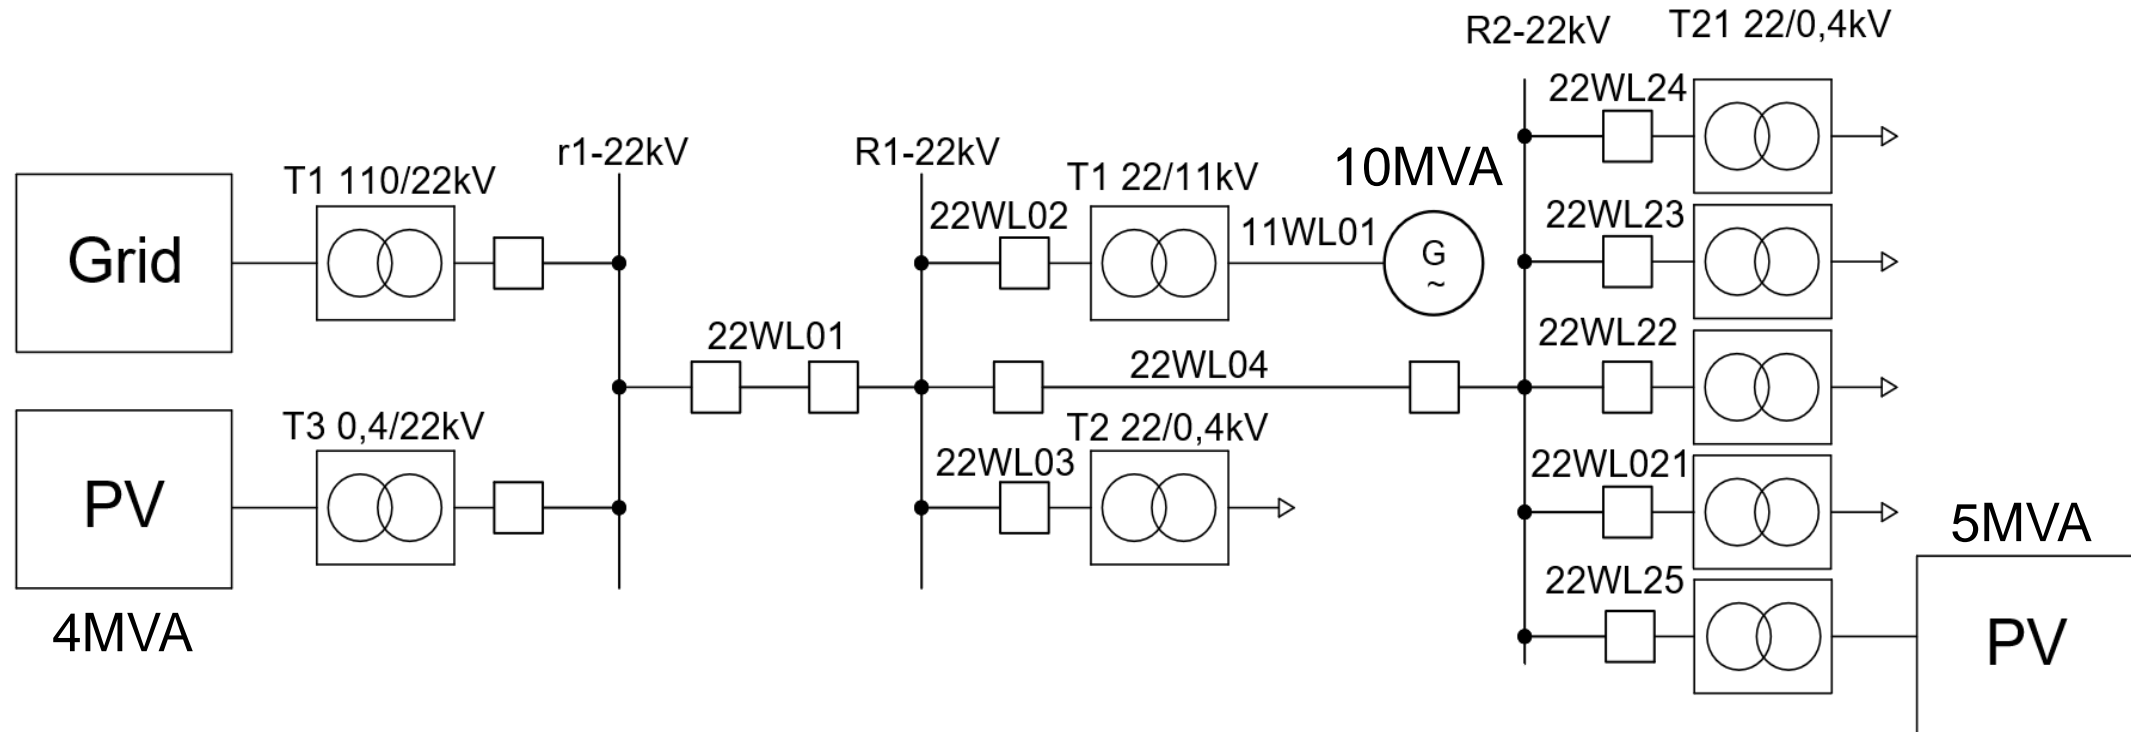 R2-22kV
T21 22/0,4kV
22WL24
r1-22kV
R1-22kV
10MVA
T1 110/22kV
T1 22/11kV
22WL02
11WL01
22WL23
Grid
G
~
22WL01
22WL04
22WL22
T3 0,4/22kV
T2 22/0,4kV
22WL03
22WL021
PV
4MVA
5MVA
22WL25
PV